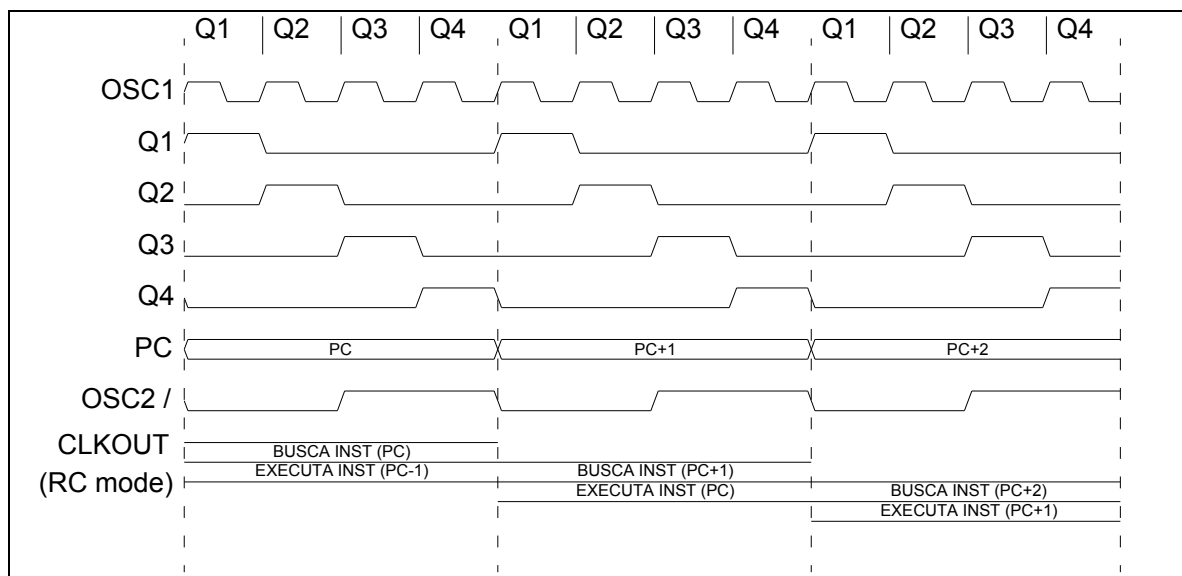 Q1 Q2 Q3 Q4 Q1 Q2 Q3 Q4 Q1 Q2 Q3 Q4
OSC1
Q1
Q2
Q3
Q4
PC PC PC+1 PC+2
OSC2 /
CLKOUT
BUSCA INST (PC)
(RC mode) EXECUTA INST (PC-1) BUSCA INST (PC+1)
EXECUTA INST (PC) BUSCA INST (PC+2)
EXECUTA INST (PC+1)